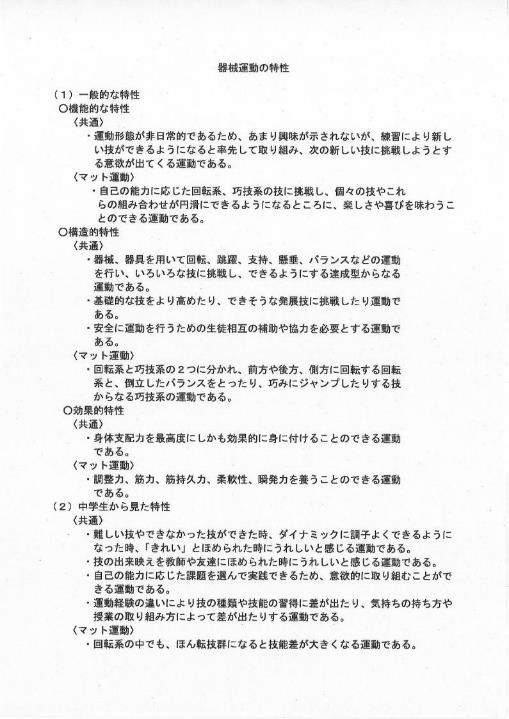 器械運動の特性
(1)一般的な特性
○機能的な特性
〈共通〉
・運動形態が非日常的であるため、あまり興味が示されないが、練習により新し
い技ができるようになると率先して取り組み、次の新しい技に挑戦しようとす
る意欲が出てくる運動である。
〈マット運動〉
・自己の能力に応じた回転系、巧技系の技に挑戦し、個々の技やこれ
らの組み合わせが円滑にできるようになるところに、楽しさや喜びを味わうこ
とのできる運動である。
○構造的特性
〈共通〉
・器械、器具を用いて回転、跳躍、支持、懸垂、バランスなどの運動
を行い、いろいろな技に挑戦し、できるようにする達成型からなる
運動である。
・基礎的な技をより高めたり、できそうな発展技に挑戦したり運動で
ある。
・安全に運動を行うための生徒相互の補助や協力を必要とする運動で
ある。
〈マット運動〉
・回転系と巧技系の2つに分かれ、前方や後方、側方に回転する回転
系と、倒立したバランスをとったり、巧みにジャンプしたりする技
からなる巧技系の運動である。
○効果的特性
〈共通〉
・身体支配力を最高度にしかも効果的に身に付けることのできる運動
である。
〈マット運動〉
・調整力、筋力、筋持久力、柔軟性、瞬発力を養うことのできる運動
である。
(2)中学生から見た特性
〈共通〉
・難しい技やできなかった技ができた時、ダイナミックに調子よくできるように
なった時、「きれい」とほめられた時にうれしいと感じる運動である。
・技の出来映えを教師や友達にほめられた時にうれしいと感じる運動である。
・自己の能力に応じた課題を選んで実践できるため、意欲的に取り組むことがで
きる運動である。
・運動経験の違いにより技の種類や技能の習得に差が出たり、気持ちの持ち方や
授業の取り組み方によって差が出たりする運動である。
〈マット運動〉
・回転系の中でも、ほん転技群になると技能差が大きくなる運動である。